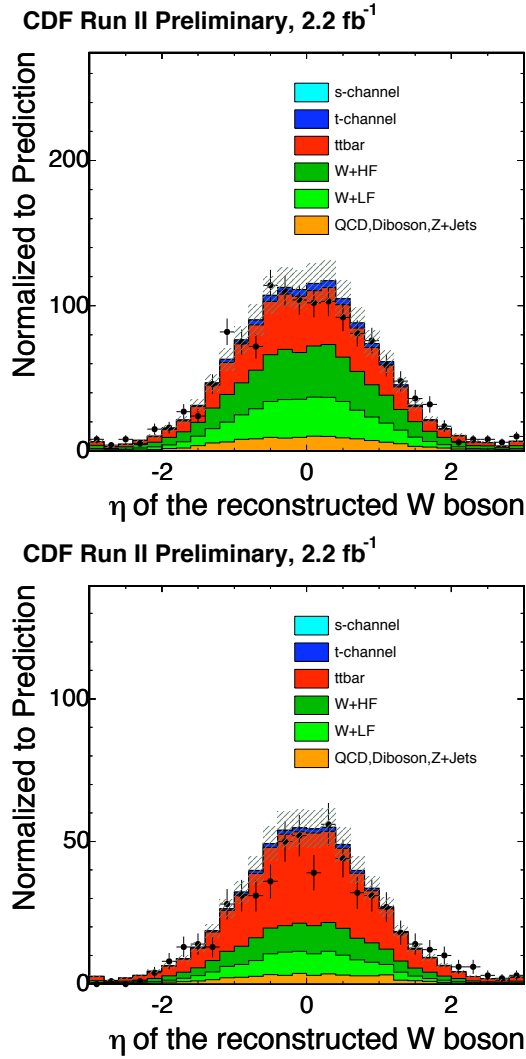 CDF Run II Preliminary, 2.2 fb⁻¹
Normalized to Prediction
s-channel
t-channel
ttbar
W+HF
W+LF
QCD,Diboson,Z+Jets
200
100
0
-2 0 2
η of the reconstructed W boson
CDF Run II Preliminary, 2.2 fb⁻¹
Normalized to Prediction
s-channel
t-channel
ttbar
W+HF
W+LF
QCD,Diboson,Z+Jets
100
50
0
-2 0 2
η of the reconstructed W boson